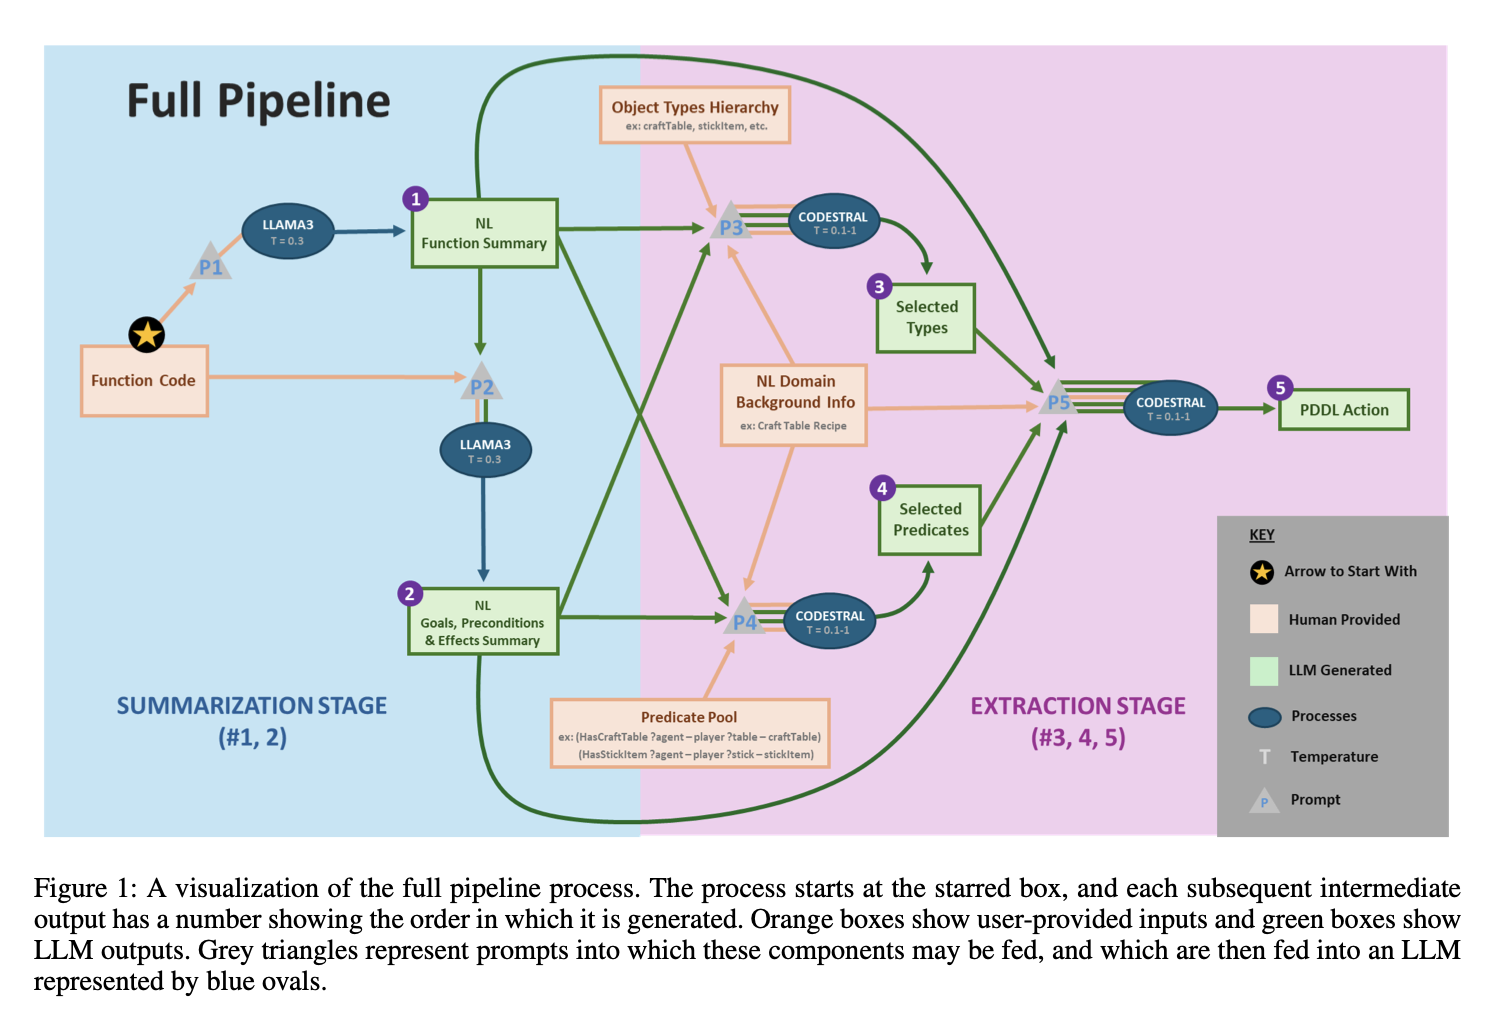 Full Pipeline
Object Types Hierarchy
ex: craftTable, stickItem, etc.
1
NL
Function Summary
LLAMA3
T = 0.3
P1
Function Code
P2
LLAMA3
T = 0.3
2
NL
Goals, Preconditions
& Effects Summary
P3
CODESTRAL
T = 0.1-1
3
Selected
Types
NL Domain
Background Info
ex: Craft Table Recipe
P5
CODESTRAL
T = 0.1-1
5
PDDL Action
4
Selected
Predicates
P4
CODESTRAL
T = 0.1-1
Predicate Pool
ex: (HasCraftTable ?agent – player ?table – craftTable)
(HasStickItem ?agent – player ?stick – stickItem)
SUMMARIZATION STAGE
(#1, 2)
EXTRACTION STAGE
(#3, 4, 5)
KEY
Arrow to Start With
Human Provided
LLM Generated
Processes
T Temperature
P Prompt
Figure 1: A visualization of the full pipeline process. The process starts at the starred box, and each subsequent intermediate
output has a number showing the order in which it is generated. Orange boxes show user-provided inputs and green boxes show
LLM outputs. Grey triangles represent prompts into which these components may be fed, and which are then fed into an LLM
represented by blue ovals.